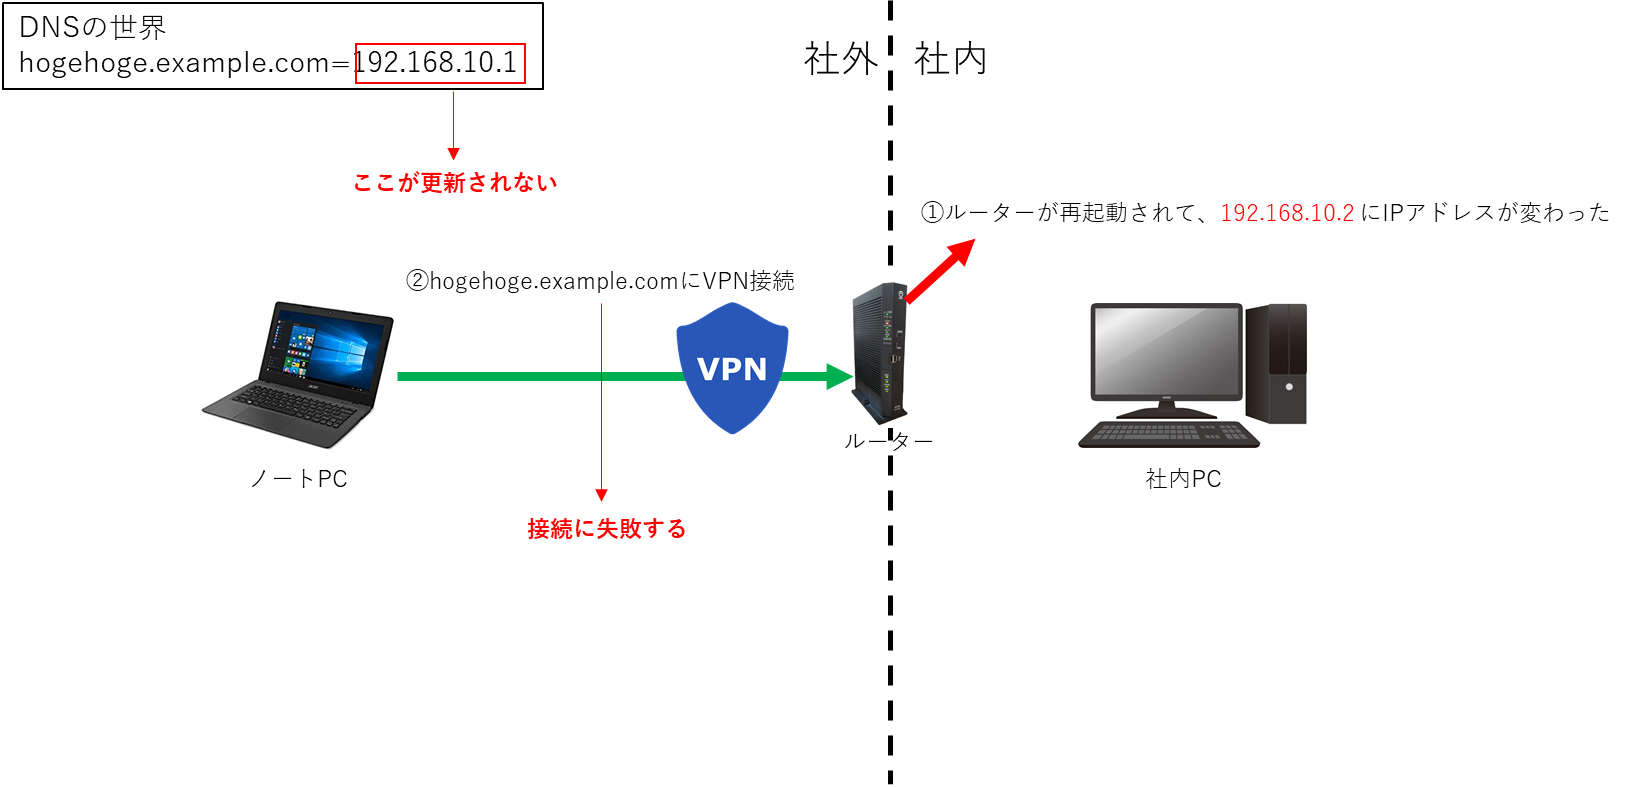 DNSの世界
hogehoge.example.com=192.168.10.1
社外
社内
ここが更新されない
①ルーターが再起動されて、192.168.10.2にIPアドレスが変わった
②hogehoge.example.comにVPN接続
VPN
ルーター
ノートPC
社内PC
接続に失敗する